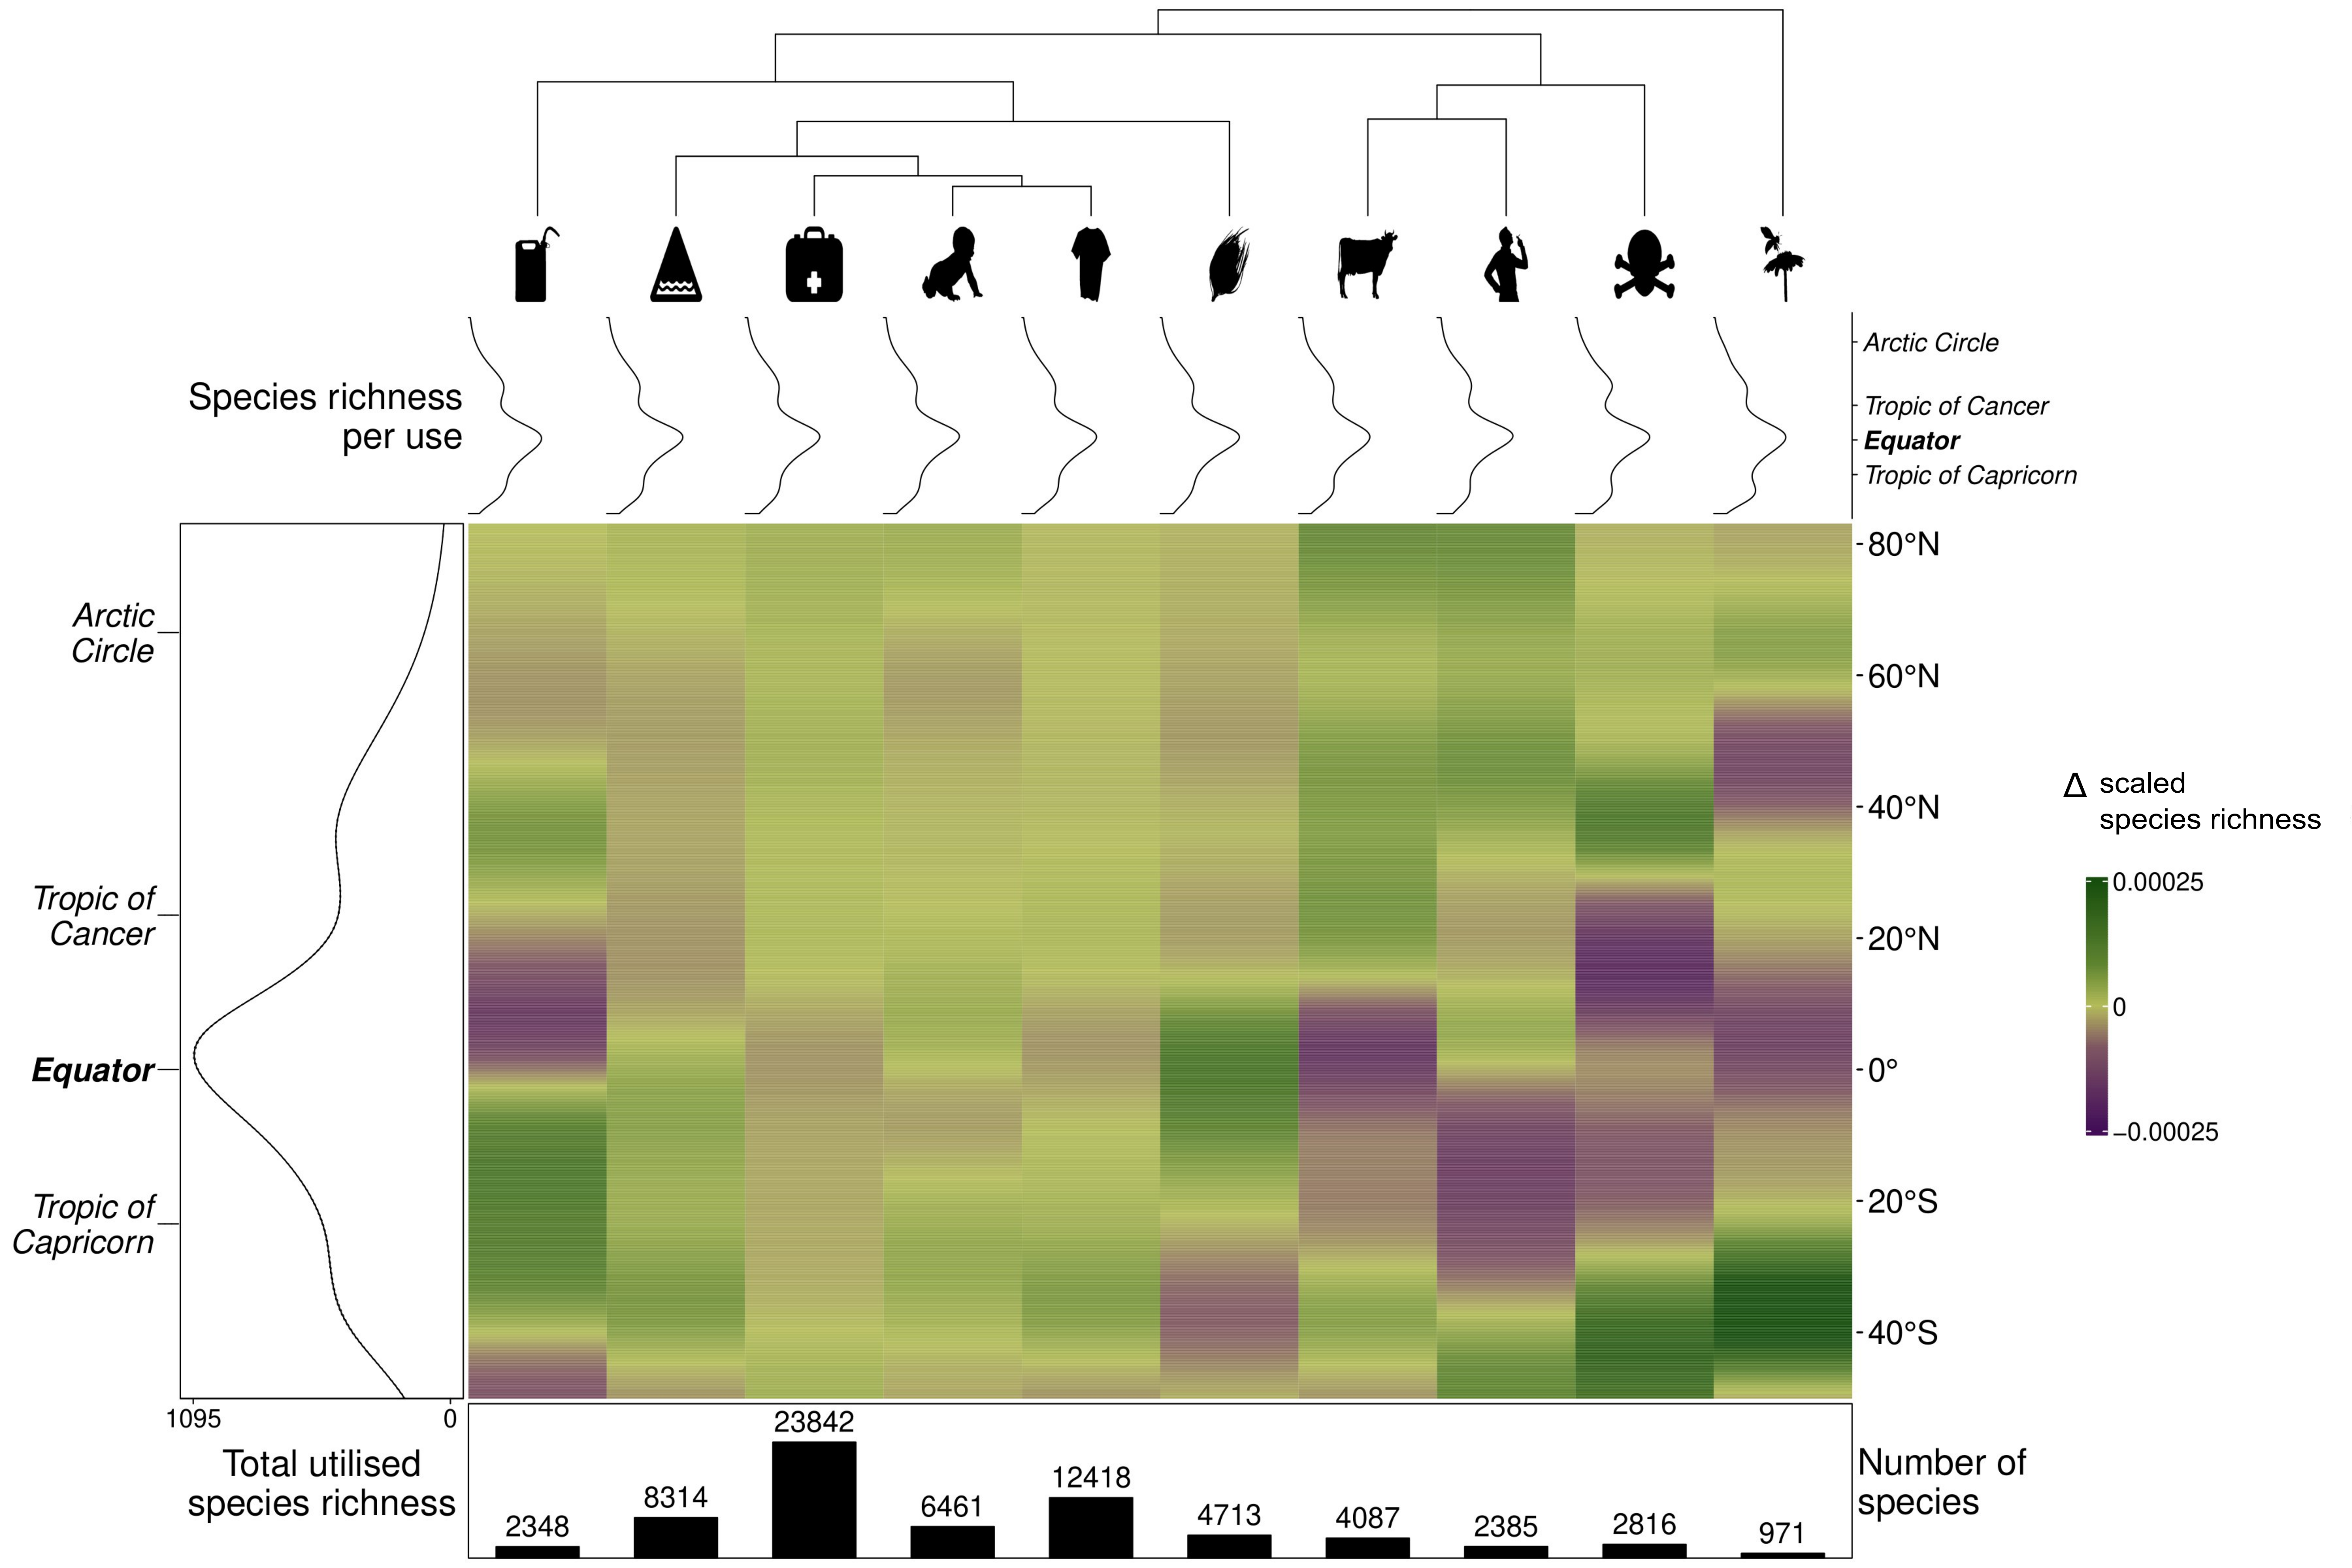 Species richness
per use
Arctic Circle
Tropic of Cancer
Equator
Tropic of Capricorn
Arctic
Circle
Tropic of
Cancer
Equator
Tropic of
Capricorn
80°N
60°N
40°N
20°N
0°
20°S
40°S
Δ scaled
species richness
0.00025
0
−0.00025
1095 0
Total utilised
species richness
2348
8314
23842
6461
12418
4713
4087
2385
2816
971
Number of
species